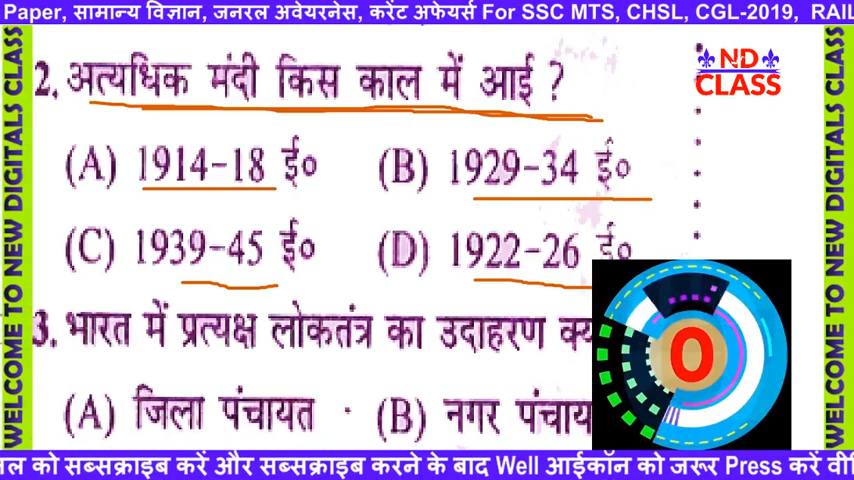 Paper, सामान्य विज्ञान, जनरल अवेयरनेस, करेंट अफेयर्स For SSC MTS, CHSL, CGL-2019, RAIL
WELCOME TO NEW DIGITALS CLASS
ND
CLASS
2. अत्यधिक मंदी किस काल में आई ?
(A) 1914-18 ई० (B) 1929-34 ई०
(C) 1939-45 ई० (D) 1922-26 ई०
3. भारत में प्रत्यक्ष लोकतंत्र का उदाहरण क्य
(A) जिला पंचायत (B) नगर पंचाय
0
WELCOME TO NEW DIGITALS CLASS
नल को सब्सक्राइब करें और सब्सक्राइब करने के बाद Well आईकॉन को जरूर Press करें वी